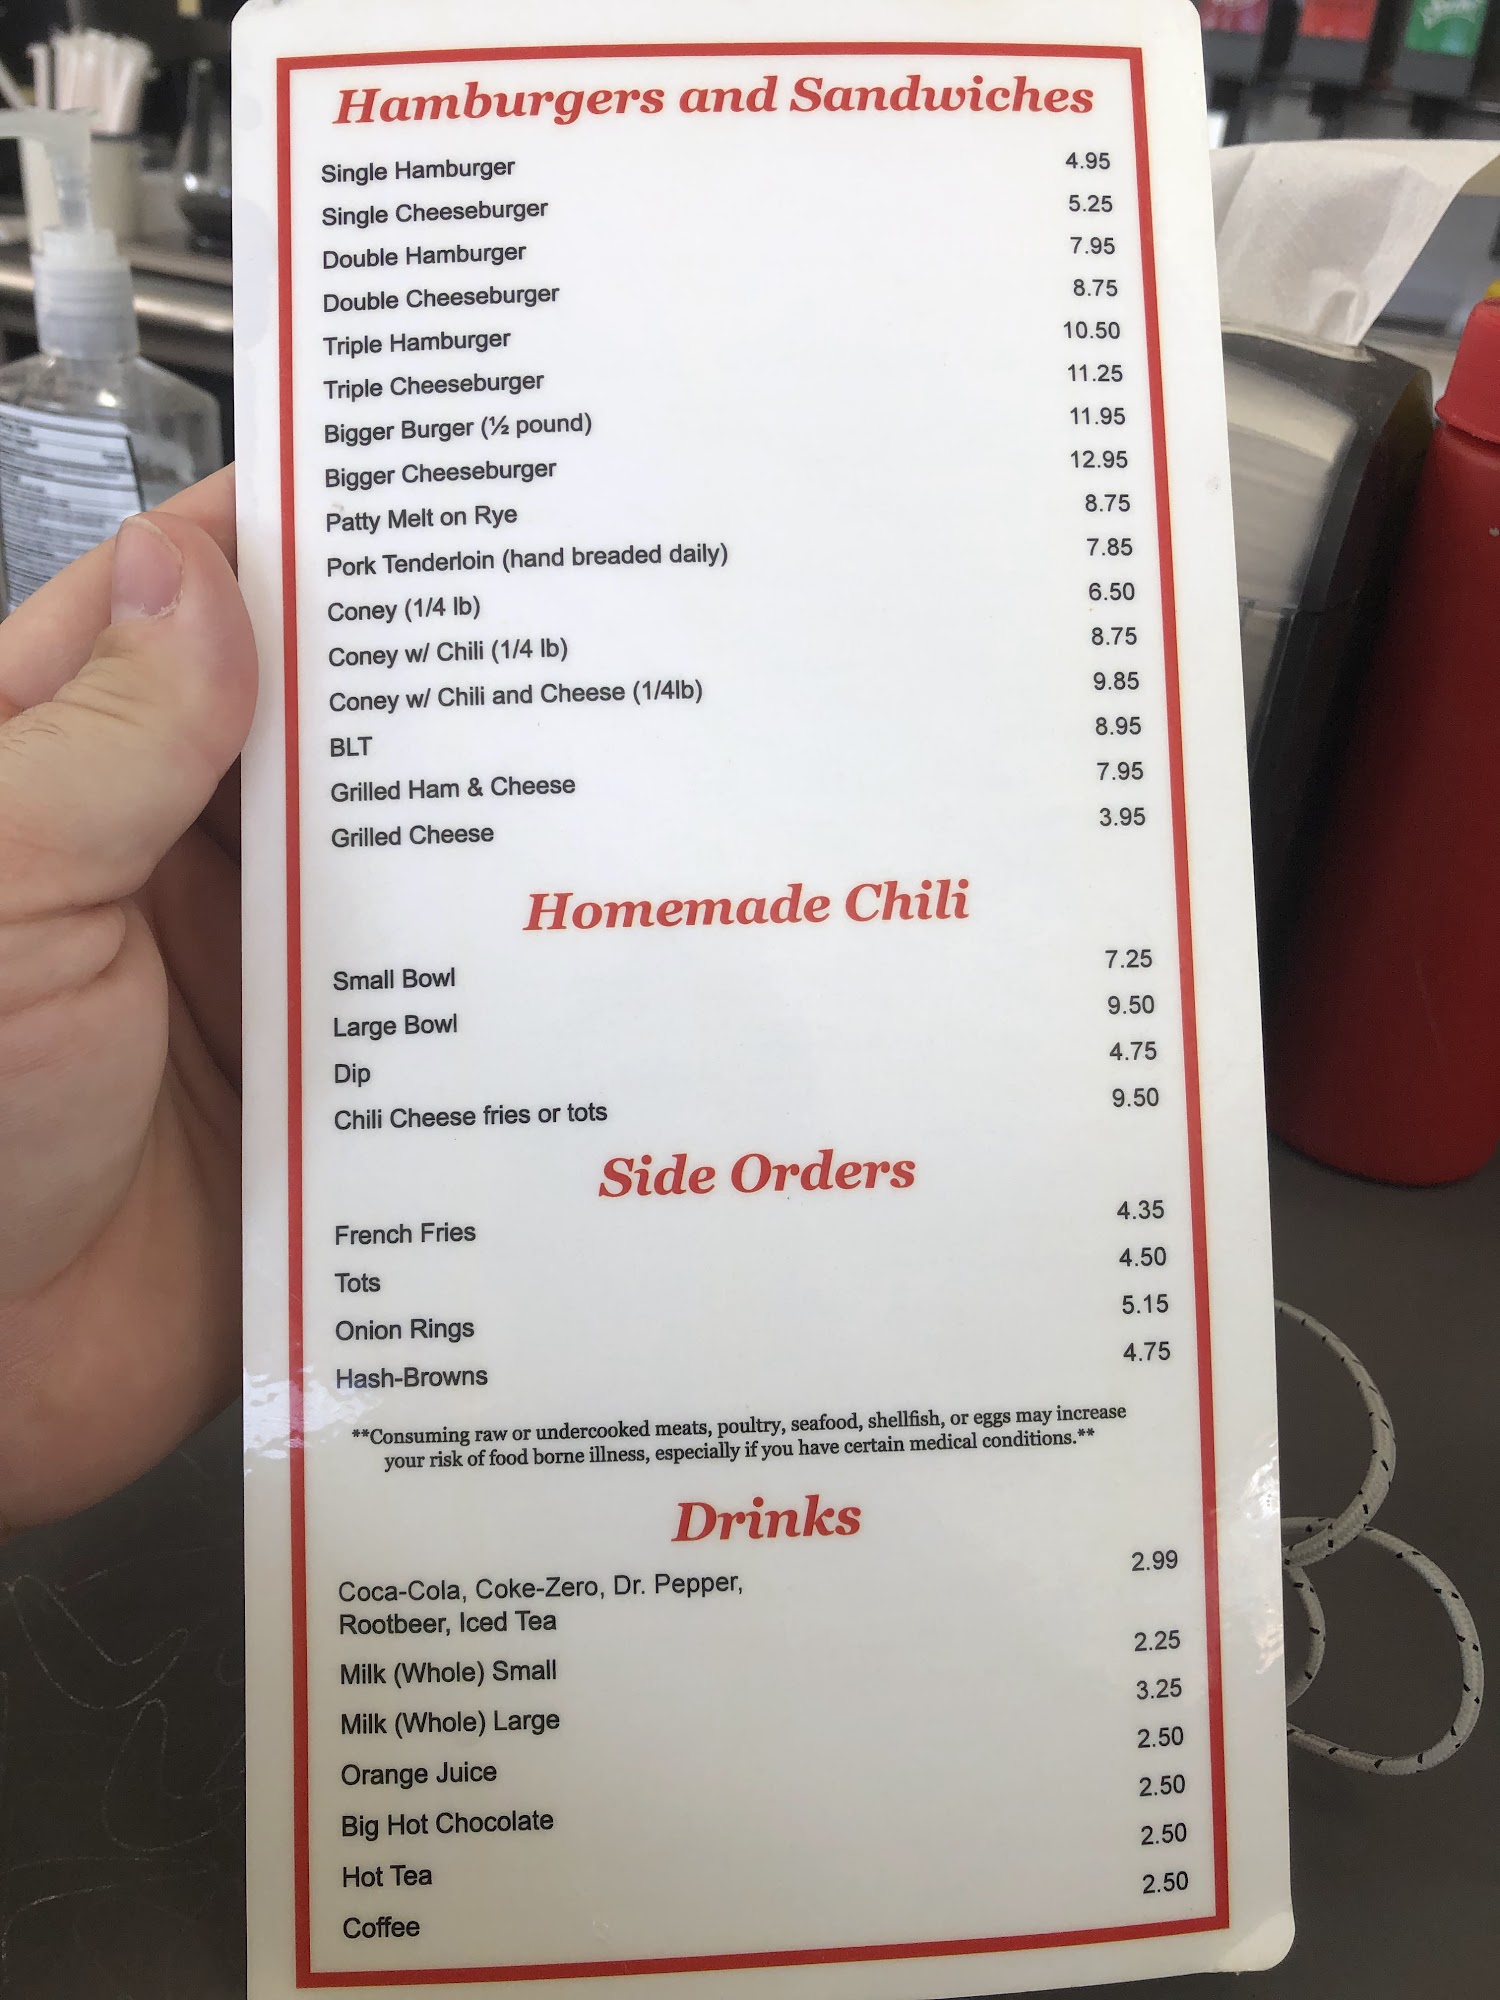 Hamburgers and Sandwiches
Single Hamburger 4.95
Single Cheeseburger 5.25
Double Hamburger 7.95
Double Cheeseburger 8.75
Triple Hamburger 10.50
Triple Cheeseburger 11.25
Bigger Burger (½ pound) 11.95
Bigger Cheeseburger 12.95
Patty Melt on Rye 8.75
Pork Tenderloin (hand breaded daily) 7.85
Coney (1/4 lb) 6.50
Coney w/ Chili (1/4 lb) 8.75
Coney w/ Chili and Cheese (1/4lb) 9.85
BLT 8.95
Grilled Ham & Cheese 7.95
Grilled Cheese 3.95
Homemade Chili
Small Bowl 7.25
Large Bowl 9.50
Dip 4.75
Chili Cheese fries or tots 9.50
Side Orders
French Fries 4.35
Tots 4.50
Onion Rings 5.15
Hash-Browns 4.75
**Consuming raw or undercooked meats, poultry, seafood, shellfish, or eggs may increase
your risk of food borne illness, especially if you have certain medical conditions.**
Drinks
Coca-Cola, Coke-Zero, Dr. Pepper, 2.99
Rootbeer, Iced Tea
Milk (Whole) Small 2.25
Milk (Whole) Large 3.25
Orange Juice 2.50
Big Hot Chocolate 2.50
Hot Tea 2.50
Coffee 2.50